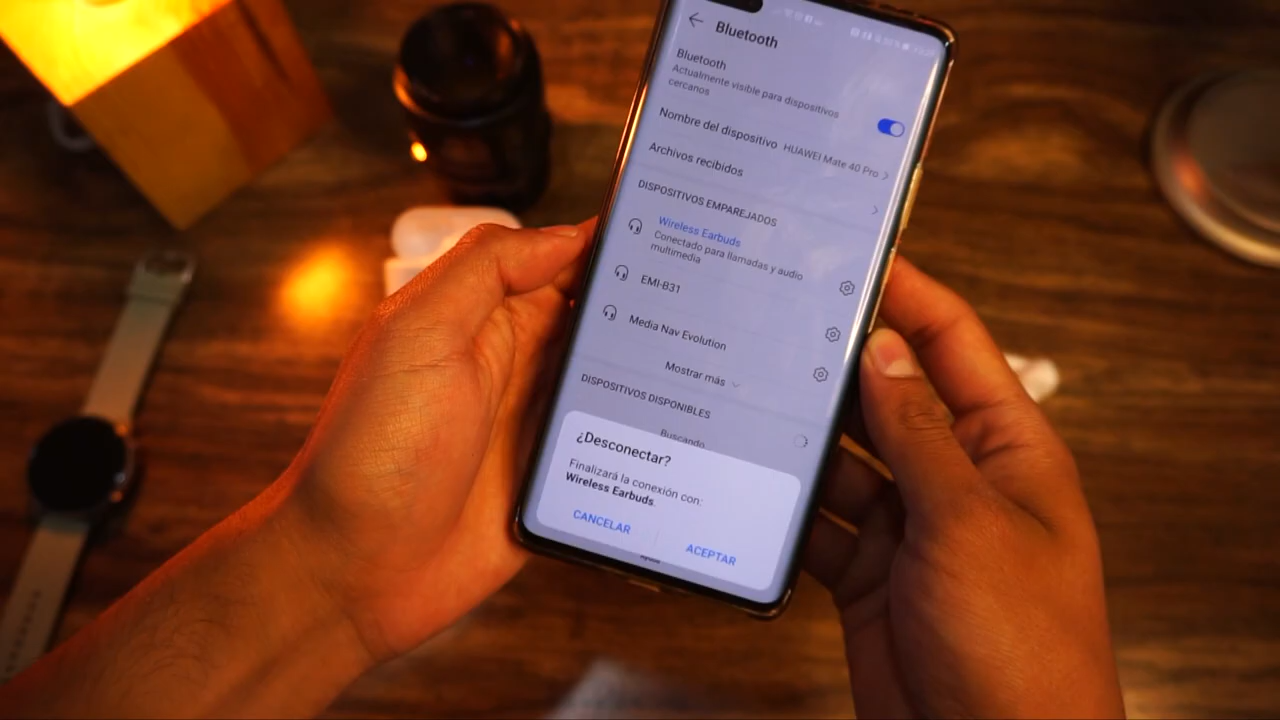 Bluetooth
Bluetooth
Actualmente visible para dispositivos
cercanos
Nombre del dispositivo HUAWEI Mate 40 Pro
Archivos recibidos
DISPOSITIVOS EMPAREJADOS
Wireless Earbuds
Conectado para llamadas y audio
multimedia
EMI-B31
Media Nav Evolution
Mostrar más
DISPOSITIVOS DISPONIBLES
Buscando
¿Desconectar?
Finalizará la conexión con:
Wireless Earbuds
CANCELAR
ACEPTAR